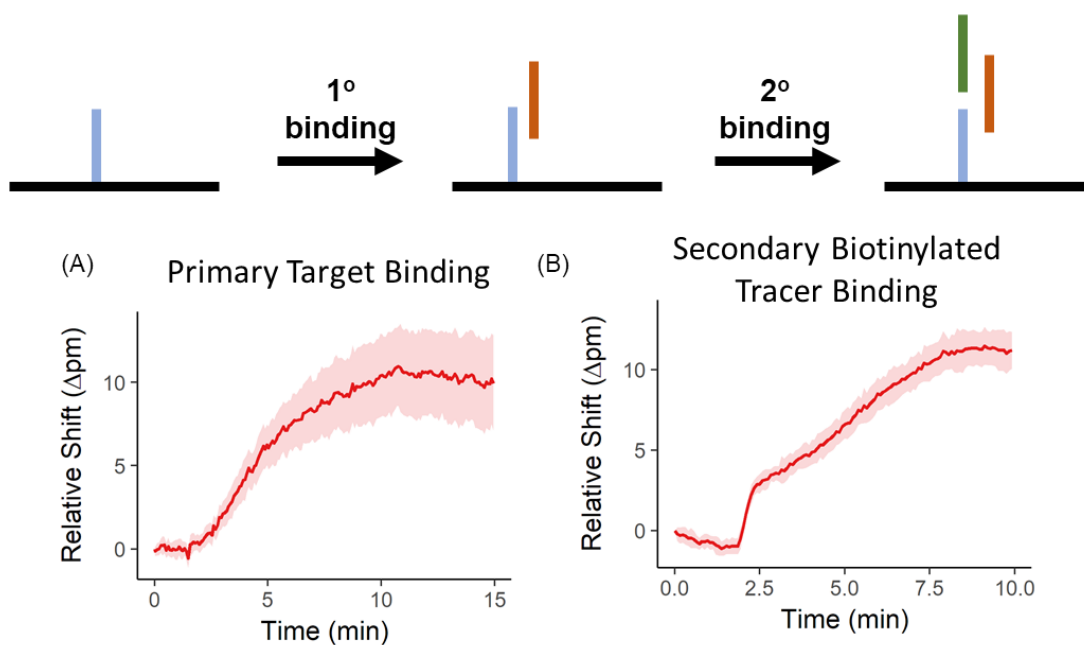 1º
binding
2º
binding
(A)
Primary Target Binding
(B)
Secondary Biotinylated
Tracer Binding
Relative Shift (Δpm)
10
5
0
0
5
10
15
Time (min)
Relative Shift (Δpm)
10
5
0
0.0
2.5
5.0
7.5
10.0
Time (min)